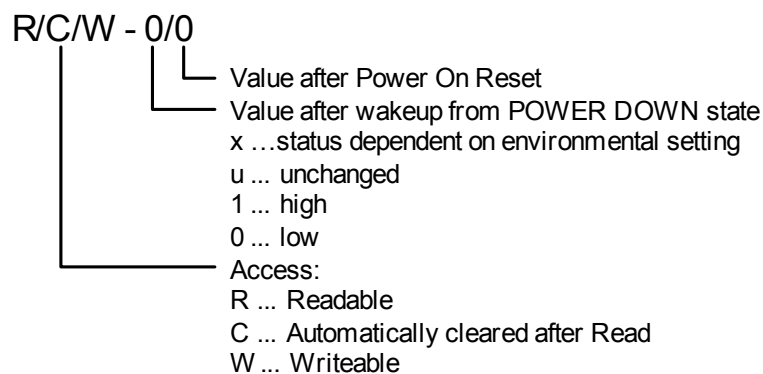 R/C/W - 0/0
Value after Power On Reset
Value after wakeup from POWER DOWN state
x …status dependent on environmental setting
u ... unchanged
1 ... high
0 ... low
Access:
R ... Readable
C ... Automatically cleared after Read
W ... Writeable